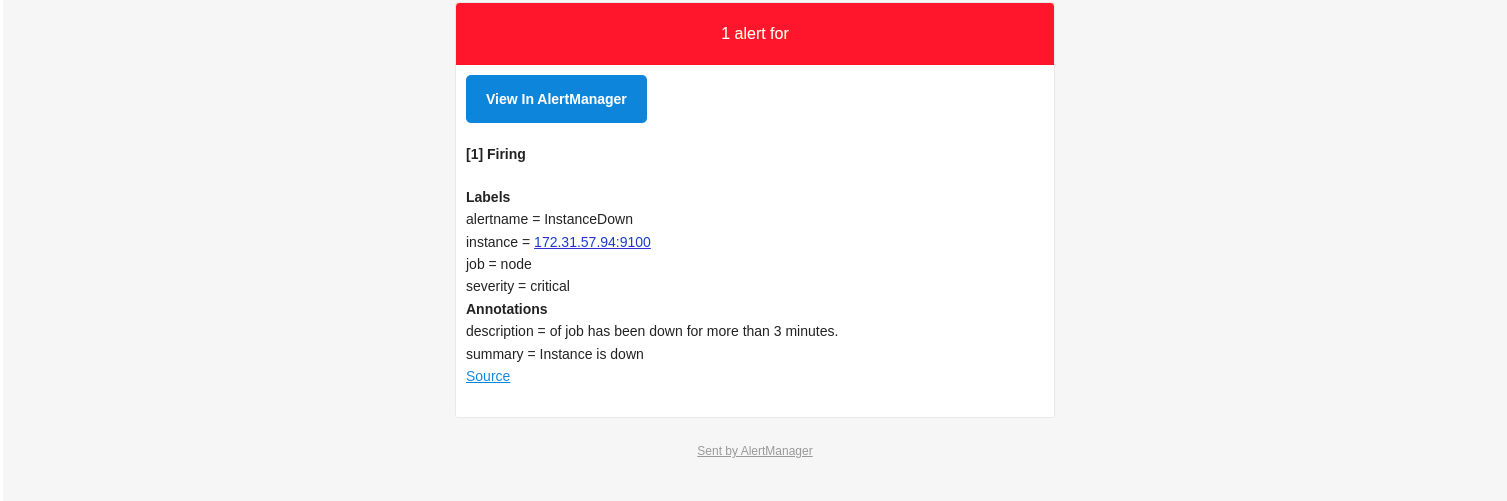 1 alert for
View In AlertManager
[1] Firing
Labels
alertname = InstanceDown
instance = 172.31.57.94:9100
job = node
severity = critical
Annotations
description = of job has been down for more than 3 minutes.
summary = Instance is down
Source
Sent by AlertManager